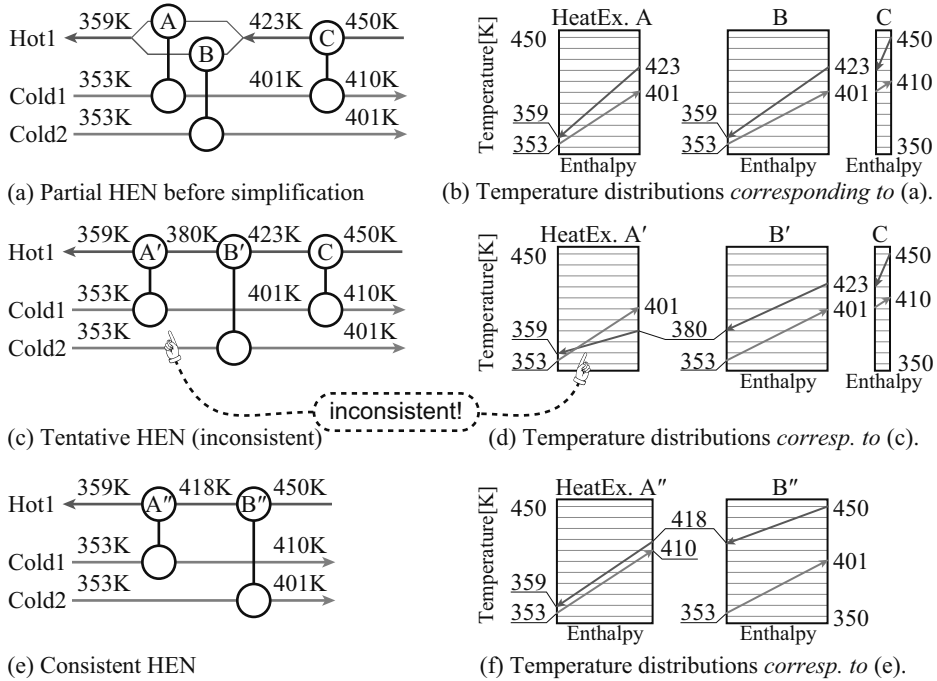 359K 423K 450K
Hot1 A B C
353K 401K 410K
Cold1
353K 401K
Cold2
(a) Partial HEN before simplification
HeatEx. A B C
Temperature[K]
450 450
423 423
410
401 401
359 359
353 353 350
Enthalpy Enthalpy Enthalpy
(b) Temperature distributions corresponding to (a).
359K 380K 423K 450K
Hot1 A′ B′ C
353K 401K 410K
Cold1
353K 401K
Cold2
inconsistent!
(c) Tentative HEN (inconsistent)
HeatEx. A′ B′ C
Temperature[K]
450 450
423
410
401 401
359 380
353 353 350
Enthalpy Enthalpy Enthalpy
(d) Temperature distributions corresp. to (c).
359K 418K 450K
Hot1 A″ B″
353K 410K
Cold1
353K 401K
Cold2
(e) Consistent HEN
HeatEx. A″ B″
Temperature[K]
450 450
418
410
401
359
353 353 350
Enthalpy Enthalpy
(f) Temperature distributions corresp. to (e).